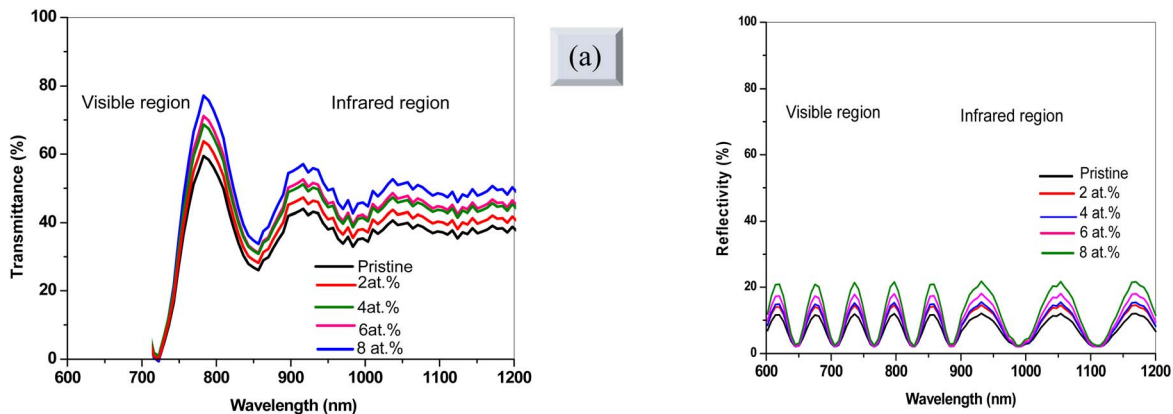 100
80
60
40
20
0
Transmittance (%)
Visible region
Infrared region
Pristine
2at.%
4at.%
6at.%
8 at.%
600 700 800 900 1000 1100 1200
Wavelength (nm)
(a)
100
80
60
40
20
0
Reflectivity (%)
Visible region
Infrared region
Pristine
2 at.%
4 at.%
6 at.%
8 at.%
600 700 800 900 1000 1100 1200
Wavelength (nm)